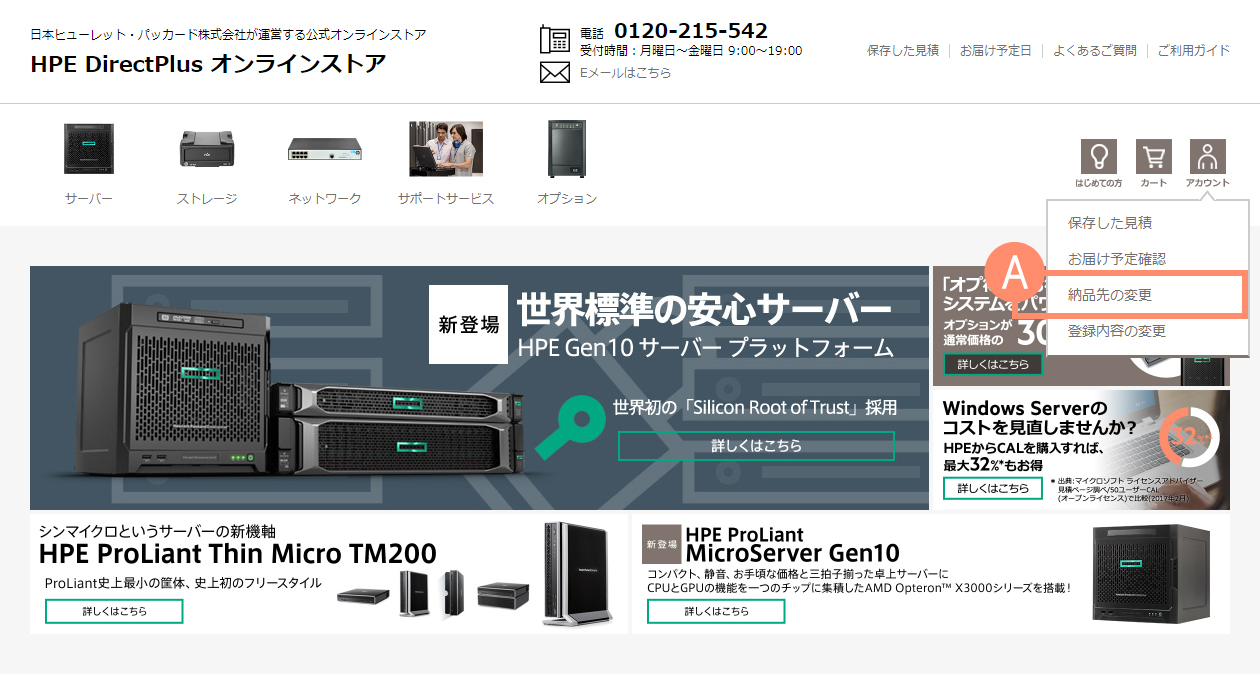 日本ヒューレット・パッカード株式会社が運営する公式オンラインストア
HPE DirectPlus オンラインストア
電話 0120-215-542
受付時間：月曜日～金曜日 9:00～19:00
Eメールはこちら
保存した見積
お届け予定日
よくあるご質問
ご利用ガイド
サーバー
ストレージ
ネットワーク
サポートサービス
オプション
はじめての方
カート
アカウント
保存した見積
お届け予定確認
A
納品先の変更
登録内容の変更
新登場
世界標準の安心サーバー
HPE Gen10 サーバー プラットフォーム
世界初の「Silicon Root of Trust」採用
詳しくはこちら
「オプ
システム
パワ
オプションが
通常価格の
30
詳しくはこちら
Windows Serverの
コストを見直しませんか?
HPEからCALを購入すれば、
最大32%*もお得
32%
詳しくはこちら
* 出典:マイクロソフト ライセンスアドバイザー
見積ページ調べ/50ユーザーCAL
(オープンライセンス)で比較(2017年2月)
シンマイクロというサーバーの新機軸
HPE ProLiant Thin Micro TM200
ProLiant史上最小の筐体、史上初のフリースタイル
詳しくはこちら
新登場
HPE ProLiant
MicroServer Gen10
コンパクト、静音、お手頃な価格と三拍子揃った卓上サーバーに
CPUとGPUの機能を一つのチップに集積したAMD Opteron™ X3000シリーズを搭載！
詳しくはこちら